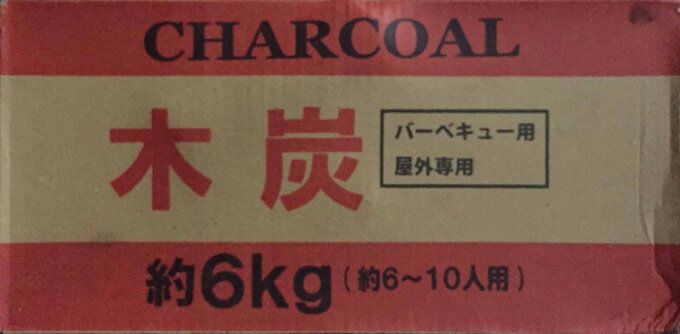 CHARCOAL
木炭
バーベキュー用
屋外専用
約6kg(約6〜10人用)